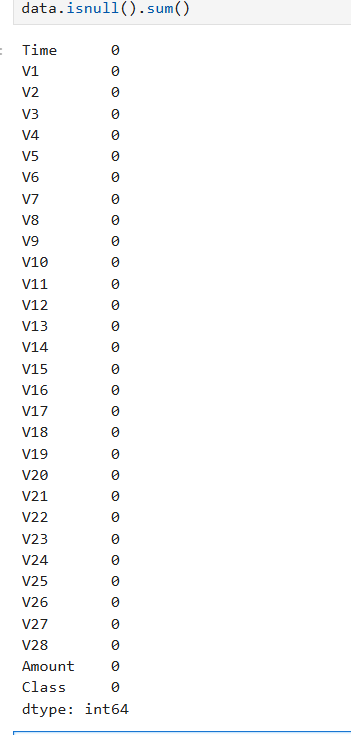 data.isnull().sum()
Time 0
V1 0
V2 0
V3 0
V4 0
V5 0
V6 0
V7 0
V8 0
V9 0
V10 0
V11 0
V12 0
V13 0
V14 0
V15 0
V16 0
V17 0
V18 0
V19 0
V20 0
V21 0
V22 0
V23 0
V24 0
V25 0
V26 0
V27 0
V28 0
Amount 0
Class 0
dtype: int64